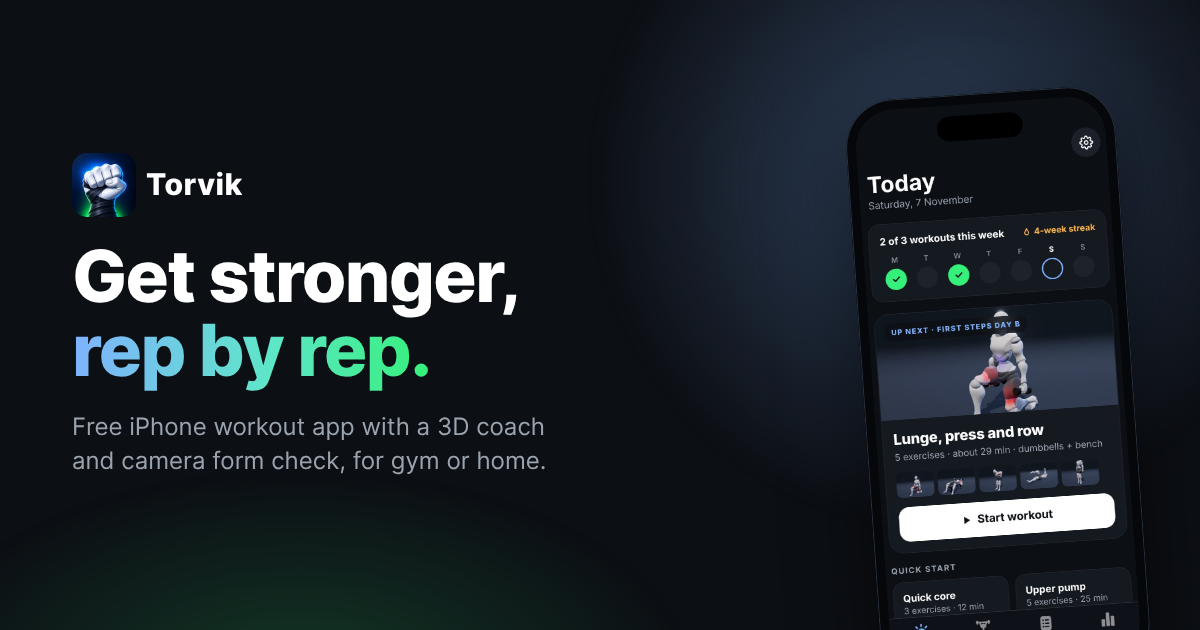 Torvik
Get stronger,
rep by rep.
Free iPhone workout app with a 3D coach
and camera form check, for gym or home.
Today
Saturday, 7 November
2 of 3 workouts this week
4-week streak
M T W T F S S
UP NEXT · FIRST STEPS DAY B
Lunge, press and row
5 exercises · about 29 min · dumbbells + bench
Start workout
QUICK START
Quick core
3 exercises · 12 min
Upper pump
5 exercises · 25 min